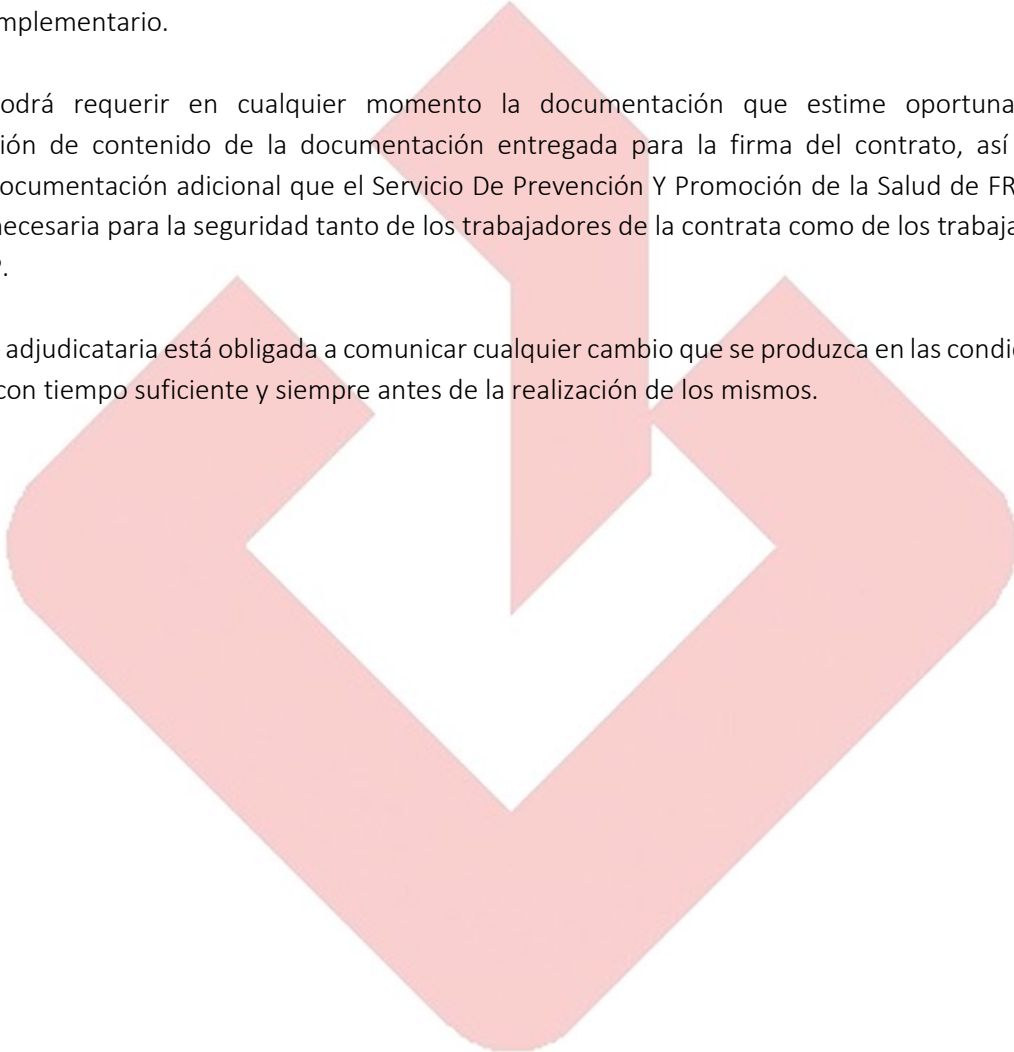 mplementario.
odrá requerir en cualquier momento la documentación que estime oportuna
ión de contenido de la documentación entregada para la firma del contrato, así
ocumentación adicional que el Servicio De Prevención Y Promoción de la Salud de FR
necesaria para la seguridad tanto de los trabajadores de la contrata como de los trabaja
.
adjudicataria está obligada a comunicar cualquier cambio que se produzca en las condi
con tiempo suficiente y siempre antes de la realización de los mismos.